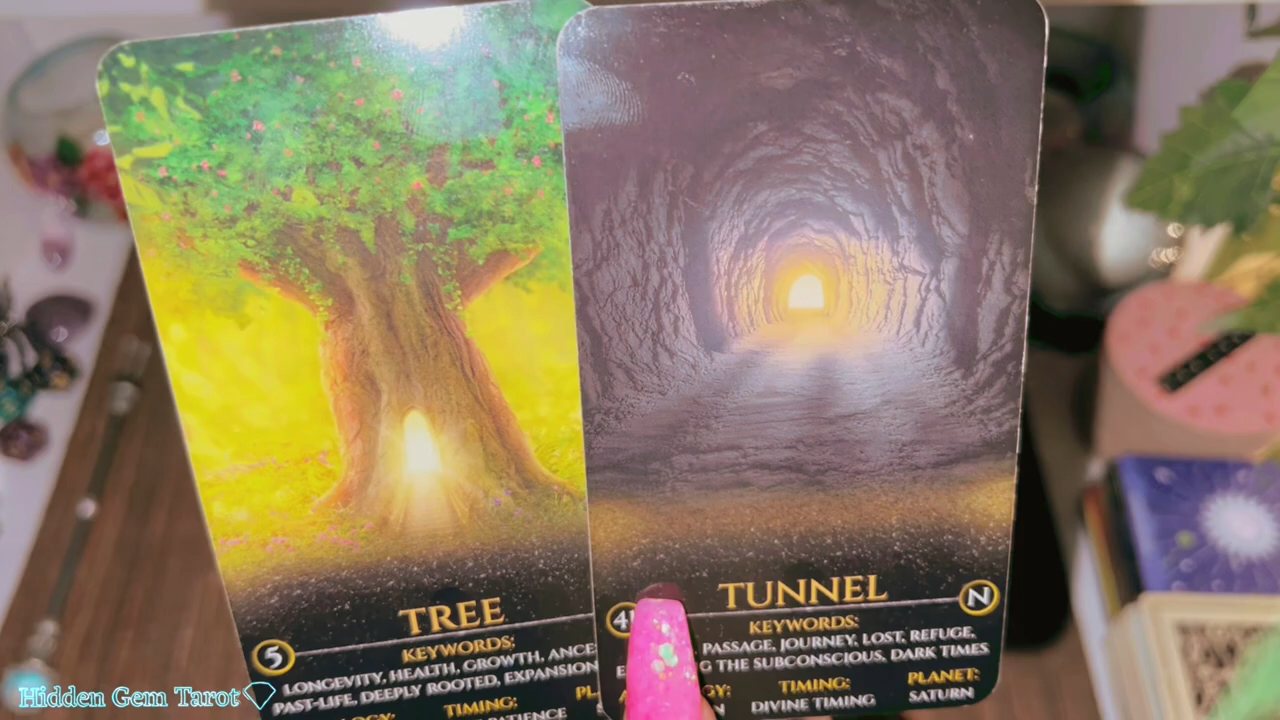 TREE
5
KEYWORDS:
LONGEVITY, HEALTH, GROWTH,
PAST-LIFE, DEEPLY ROOTED, EXPANSION
TIMING:
PATIENCE
TUNNEL
N
KEYWORDS:
PASSAGE, JOURNEY, LOST, REFUGE,
THE SUBCONSCIOUS, DARK TIMES
TIMING:
PLANET:
DIVINE TIMING
SATURN
Hidden Gem Tarot